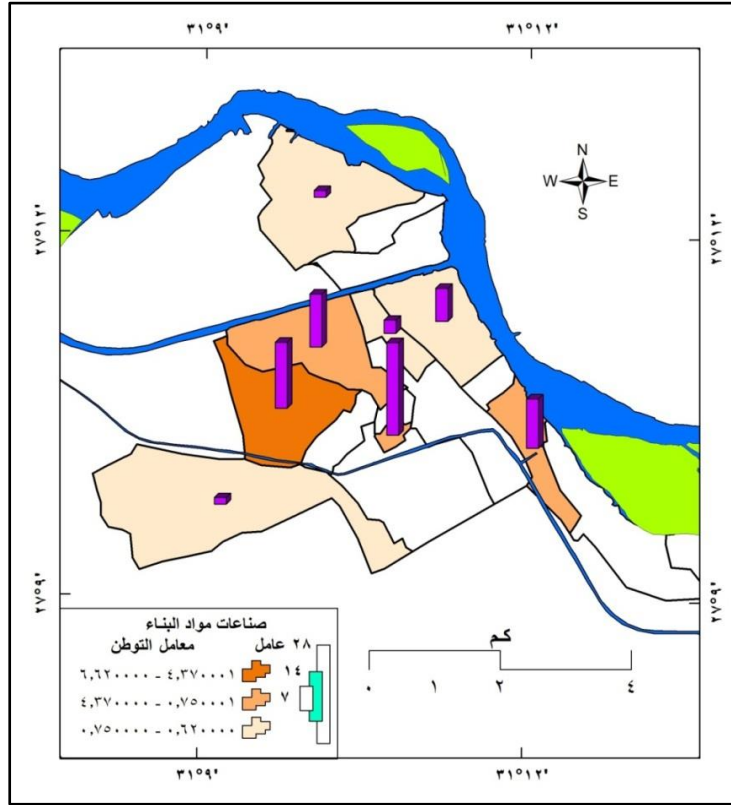 ٣١°٩'
٣١°١٢'
N
W E
S
٢٧°١٢'
٢٧°١٢'
٢٧°٩'
٢٧°٩'
صناعات مواد البناء
معامل التوطن
٢٨ عامل
١٤
٧
٤,٣٧٠٠٠١ - ٦,٦٢٠٠٠٠
٠,٧٥٠٠٠١ - ٤,٣٧٠٠٠٠
٠,٦٢٠٠٠٠ - ٠,٧٥٠٠٠٠
كم
٠ ١ ٢ ٤
٣١°٩'
٣١°١٢'